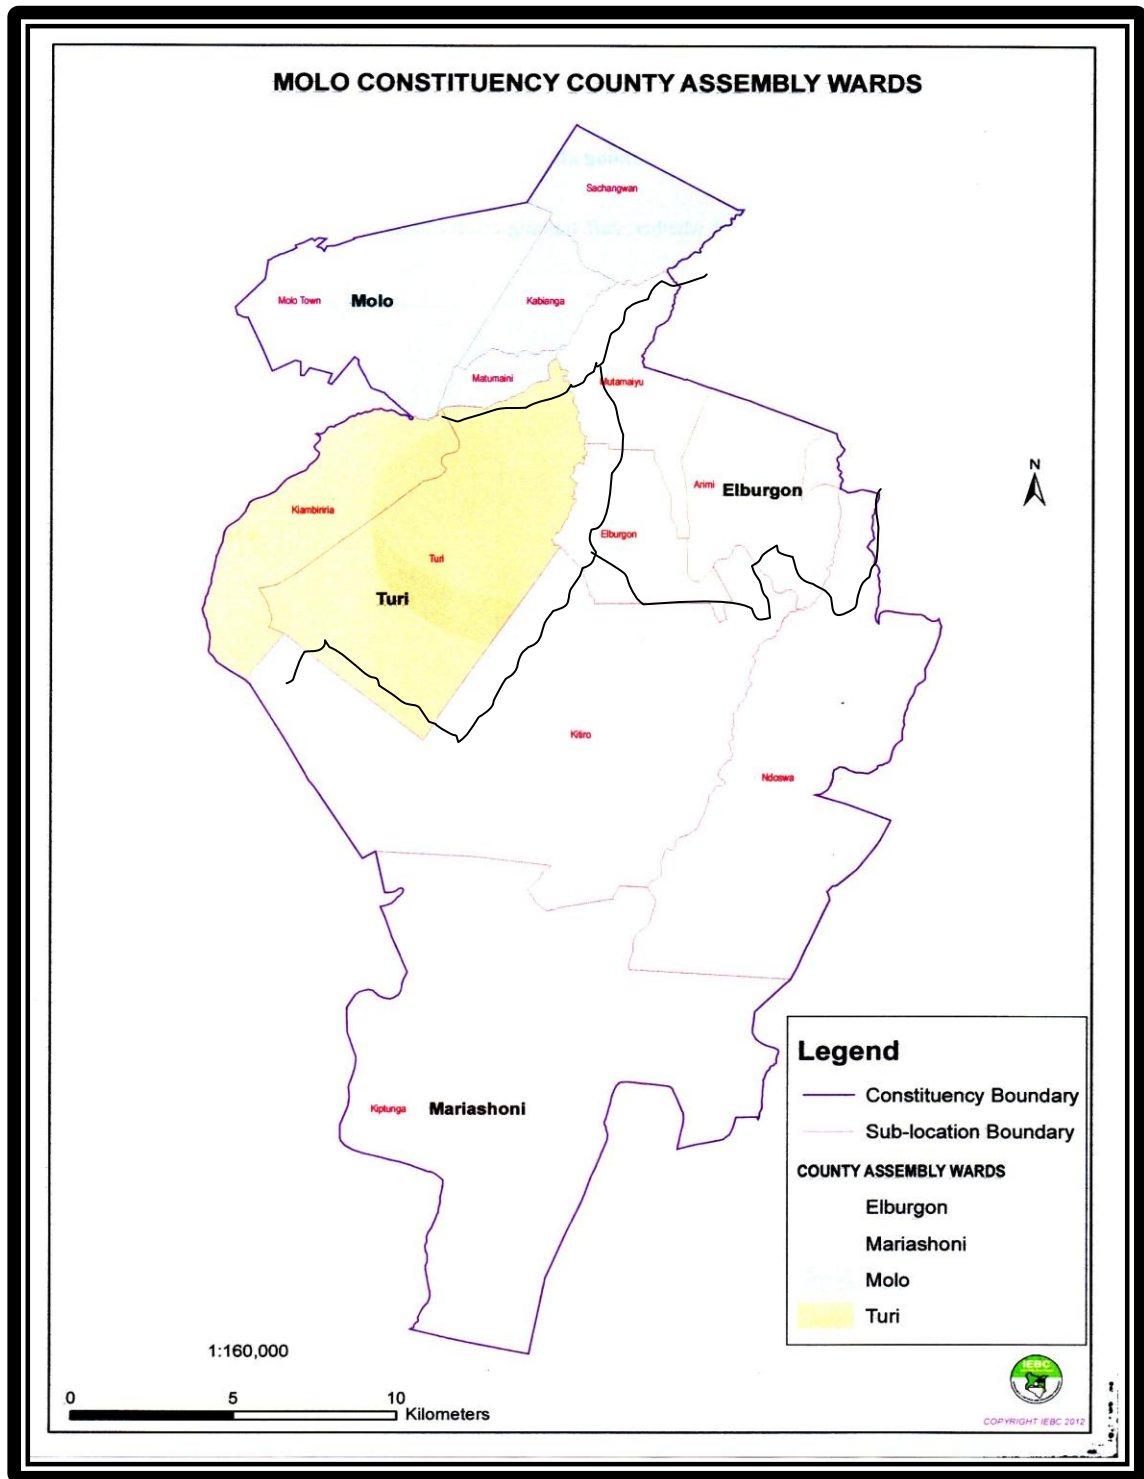 MOLO CONSTITUENCY COUNTY ASSEMBLY WARDS
Sachangwan
Molo Town
Molo
Kabianga
Matumaini
Mutamaiyu
N
Arimi
Elburgon
Kiambiriria
Elburgon
Turi
Turi
Kitiro
Ndoswa
Legend
Constituency Boundary
Sub-location Boundary
Kiptunga
Mariashoni
COUNTY ASSEMBLY WARDS
Elburgon
Mariashoni
Molo
Turi
1:160,000
0 5 10
Kilometers
IEBC
COPYRIGHT IEBC 2012